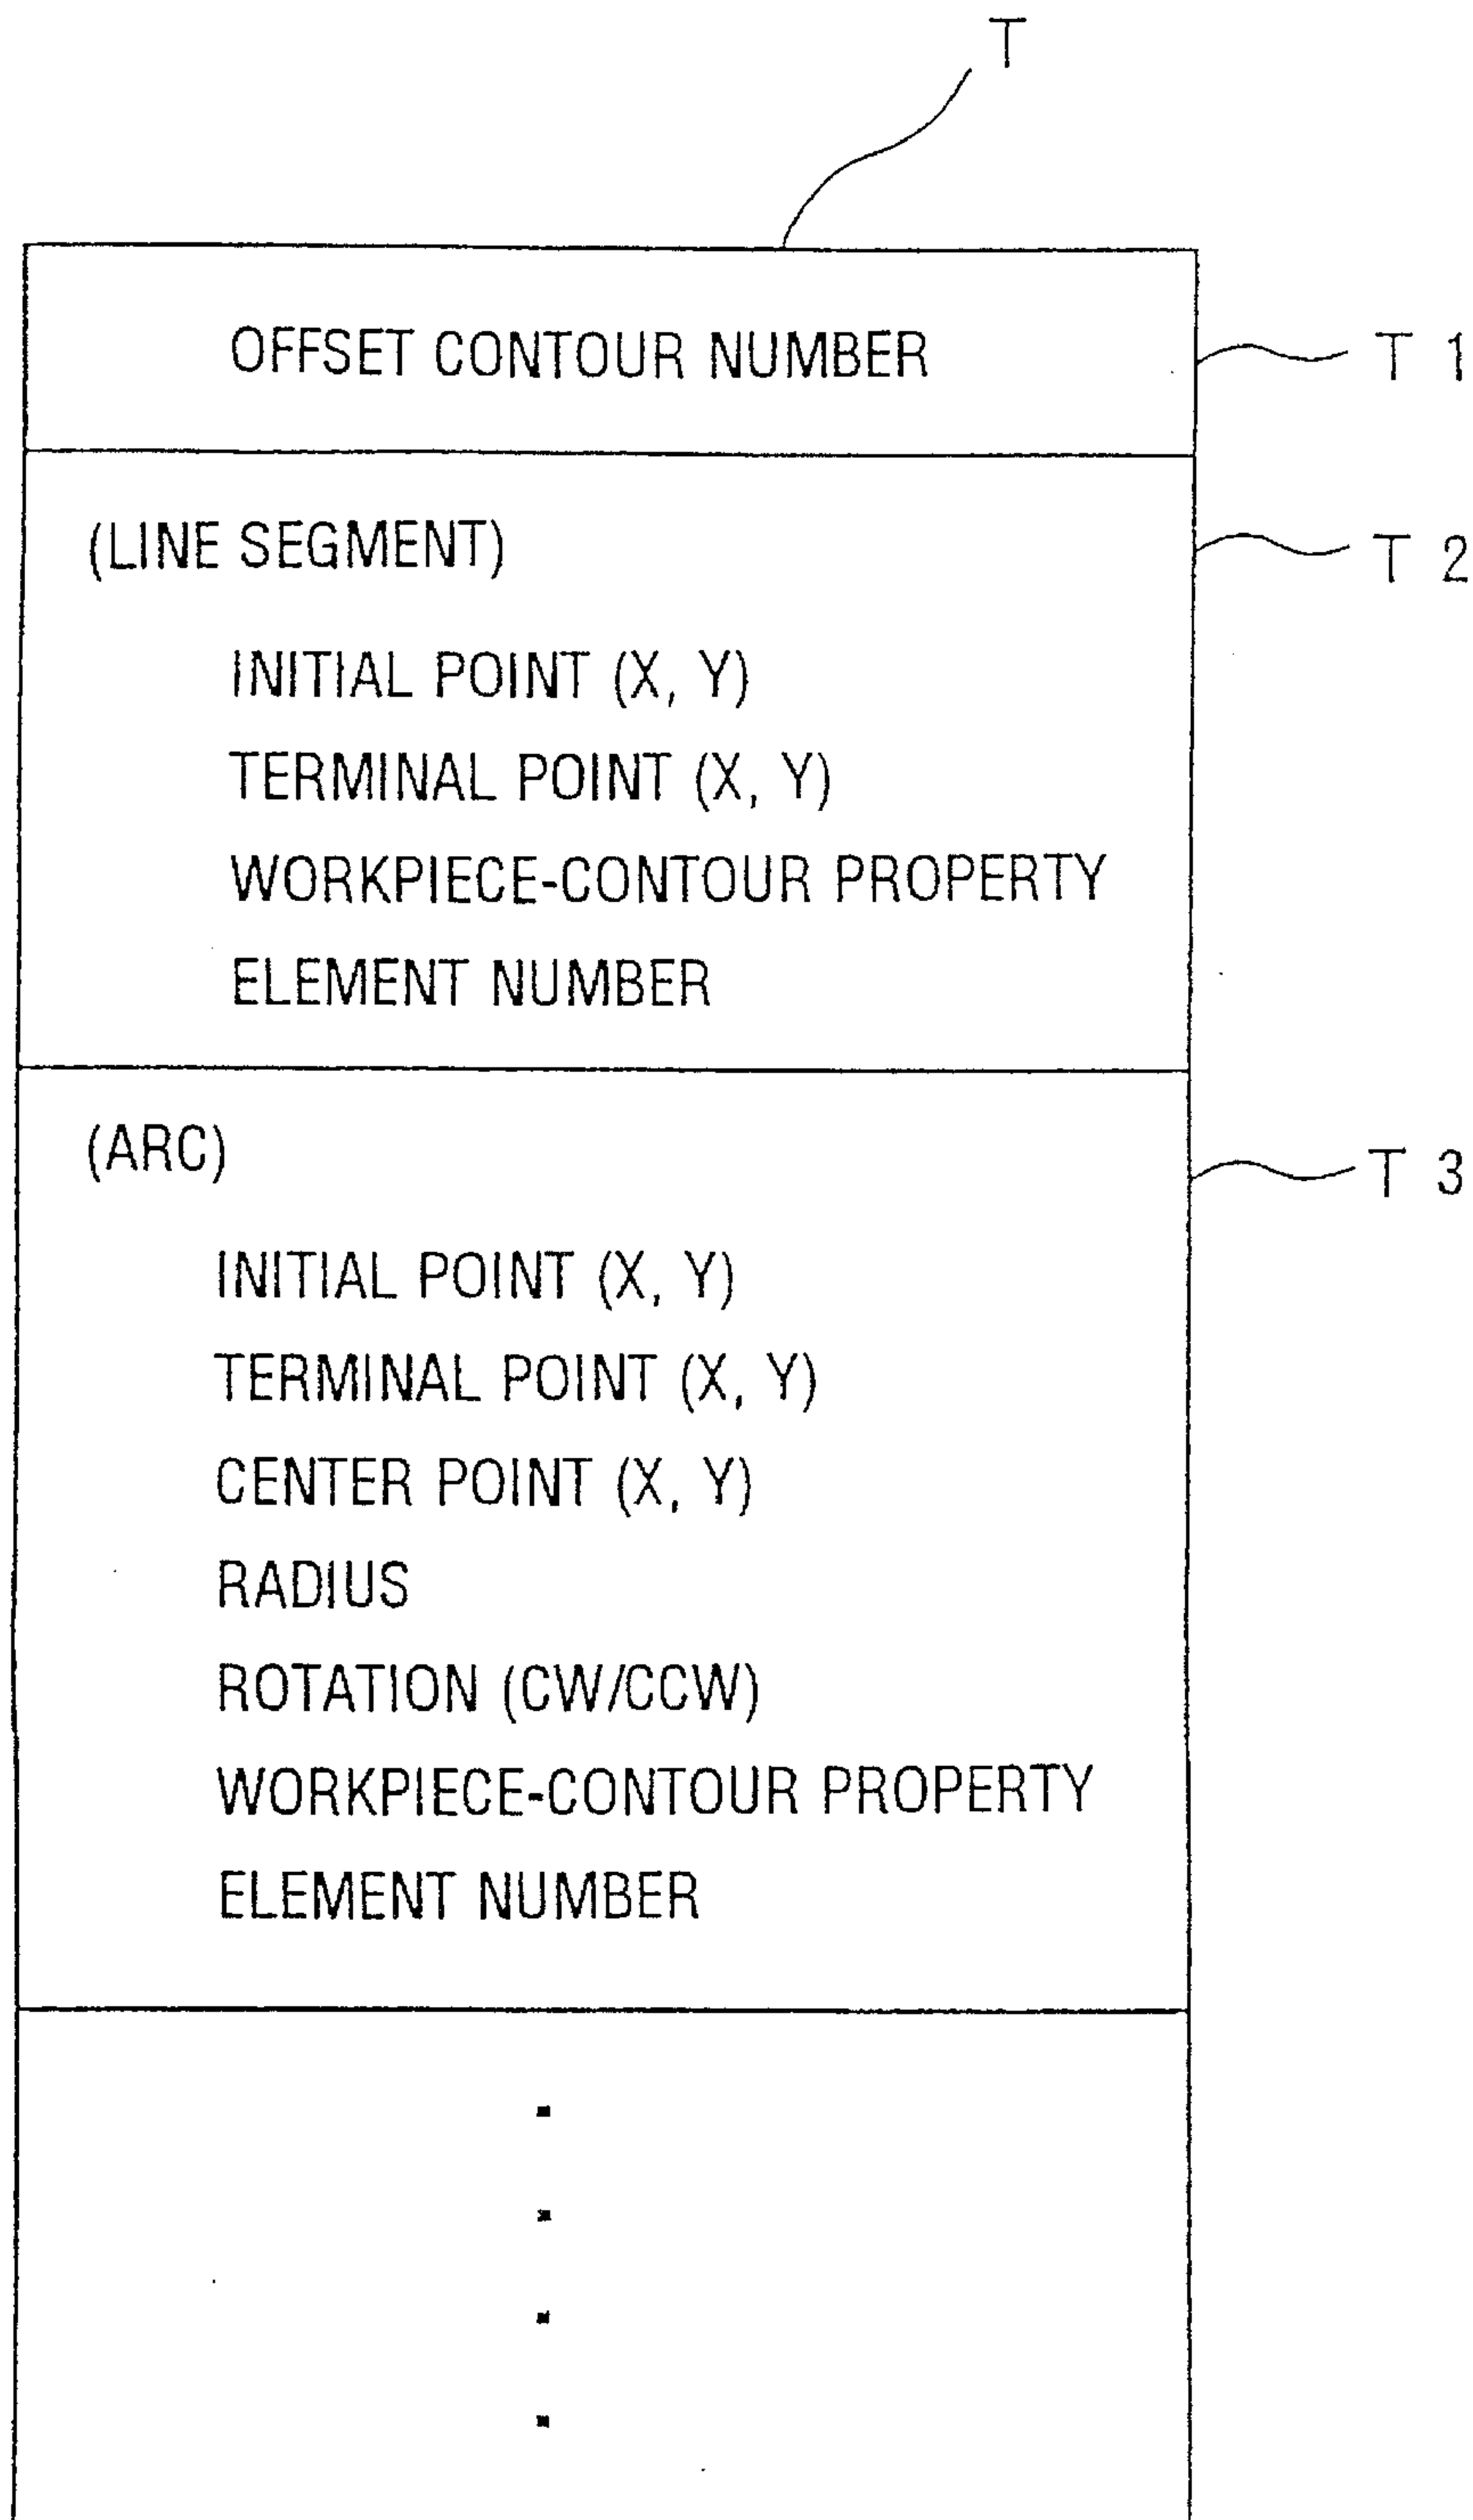 T
OFFSET CONTOUR NUMBER T 1
(LINE SEGMENT) T 2
INITIAL POINT (X, Y)
TERMINAL POINT (X, Y)
WORKPIECE-CONTOUR PROPERTY
ELEMENT NUMBER
(ARC) T 3
INITIAL POINT (X, Y)
TERMINAL POINT (X, Y)
CENTER POINT (X, Y)
RADIUS
ROTATION (CW/CCW)
WORKPIECE-CONTOUR PROPERTY
ELEMENT NUMBER